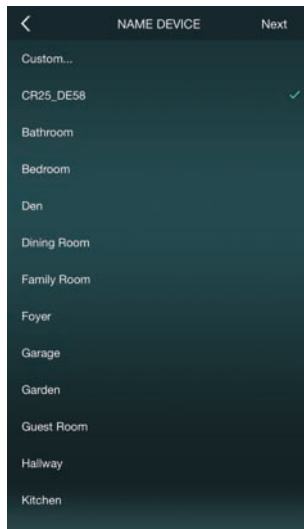 NAME DEVICE Next
Custom...
CR25_DE58
Bathroom
Bedroom
Den
Dining Room
Family Room
Foyer
Garage
Garden
Guest Room
Hallway
Kitchen